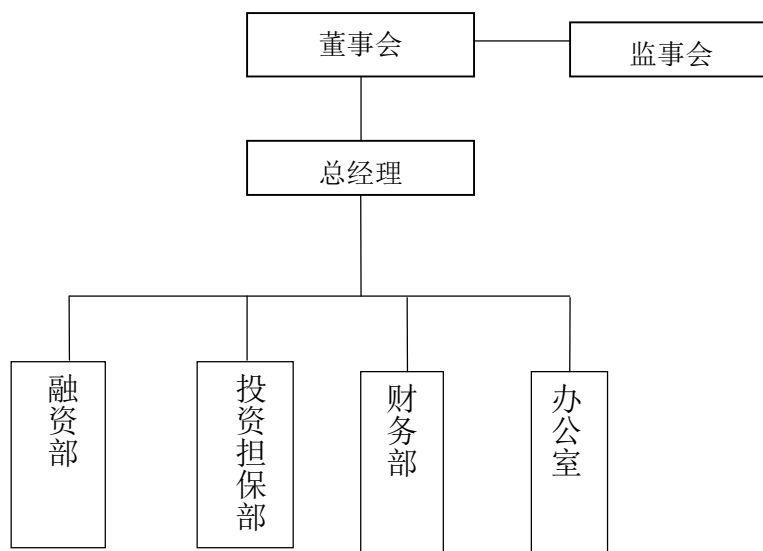 董事会
监事会
总经理
融资部
投资担保部
财务部
办公室